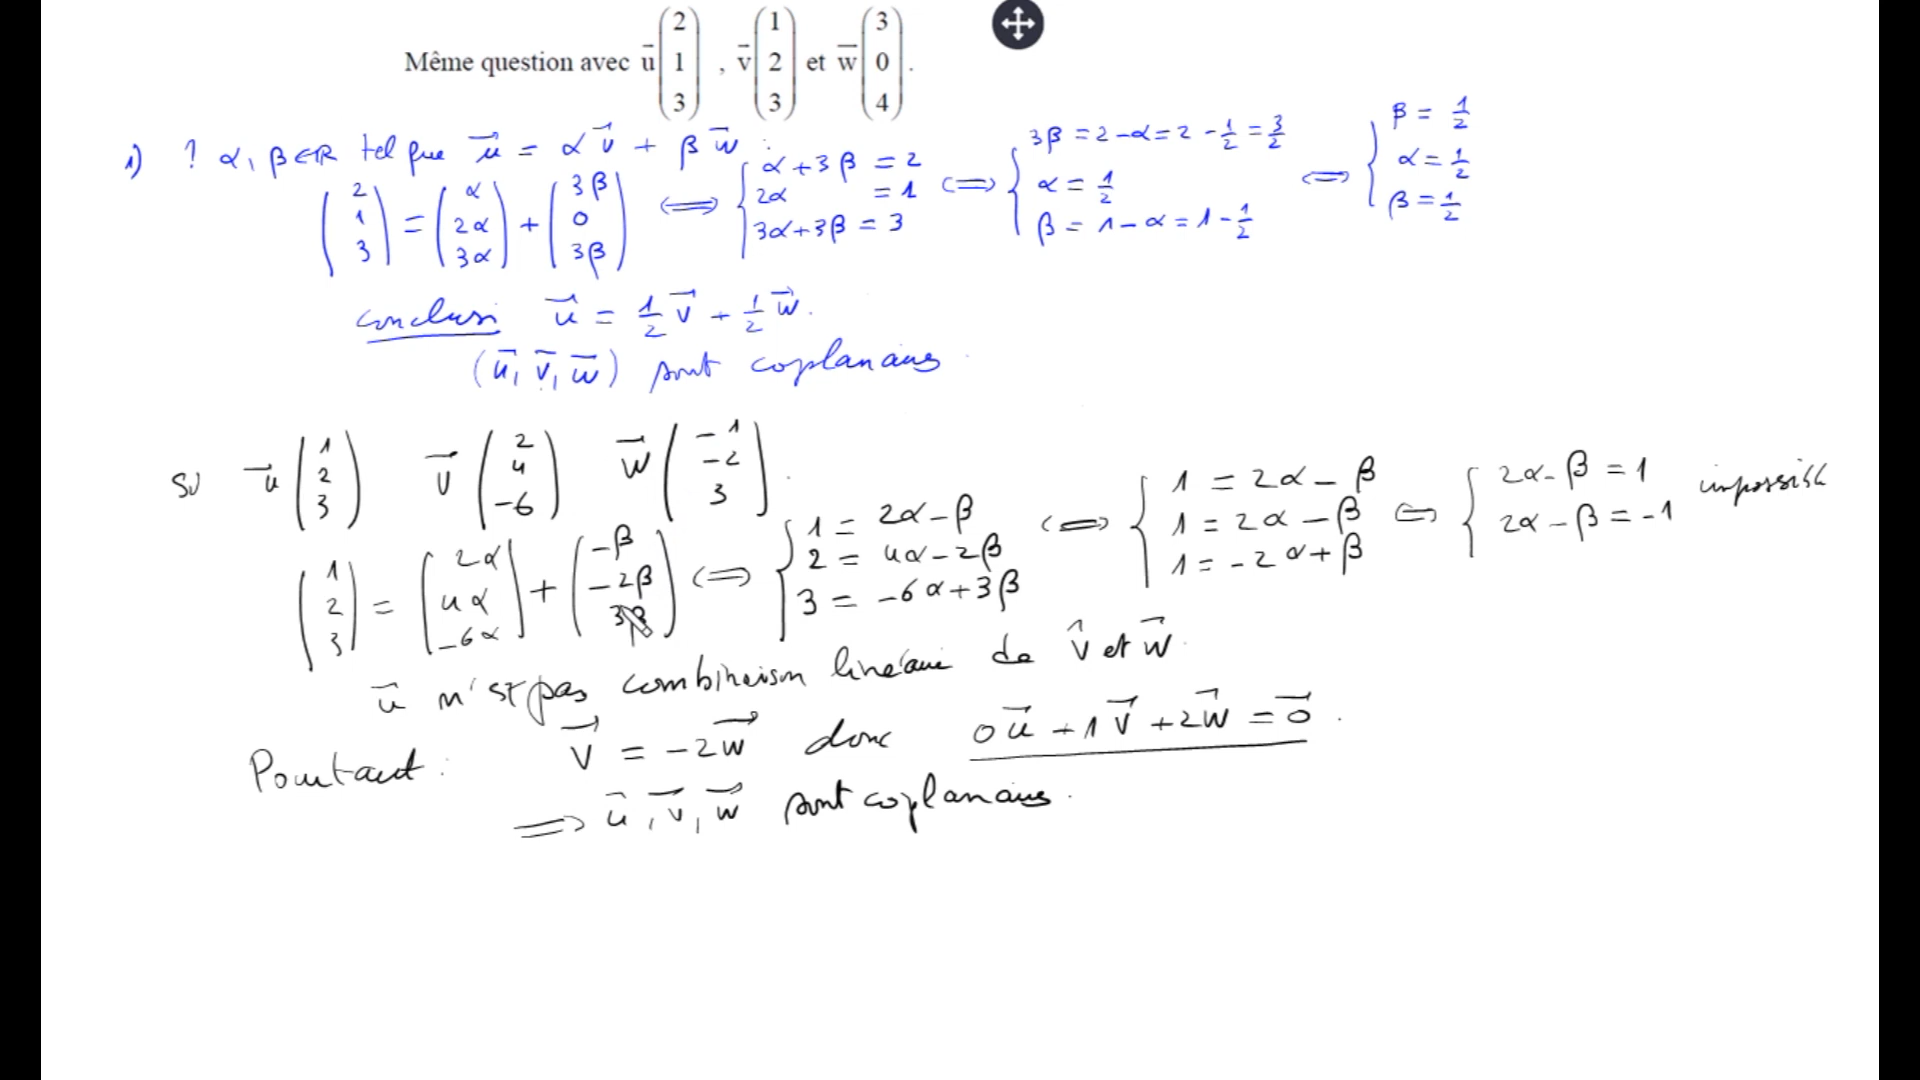 Même question avec u⃗ (2 1 3) , v⃗ (1 2 3) et w⃗ (3 0 4) .
1) ? α, β ∈ ℝ tel que u⃗ = α v⃗ + β w⃗ :
(2 1 3) = (α 2α 3α) + (3β 0 3β) ⟺ { α + 3β = 2 ; 2α = 1 ; 3α + 3β = 3 ⟺ { 3β = 2 - α = 2 - 1/2 = 3/2 ; α = 1/2 ; β = 1 - α = 1 - 1/2 ⟺ { β = 1/2 ; α = 1/2 ; β = 1/2
conclusi u⃗ = 1/2 v⃗ + 1/2 w⃗ .
(u⃗, v⃗, w⃗) sont coplanaires .
Si u⃗ (1 2 3) v⃗ (2 4 -6) w⃗ (-1 -2 3) .
(1 2 3) = (2α 4α -6α) + (-β -2β 3β) ⟺ { 1 = 2α - β ; 2 = 4α - 2β ; 3 = -6α + 3β ⟺ { 1 = 2α - β ; 1 = 2α - β ; 1 = -2α + β ⟺ { 2α - β = 1 ; 2α - β = -1 impossible
u⃗ n'est pas combinaison linéaire de v⃗ et w⃗ .
Pourtant : v⃗ = -2w⃗ donc 0u⃗ + 1v⃗ + 2w⃗ = 0⃗ .
⟹ u⃗, v⃗, w⃗ sont coplanaires .